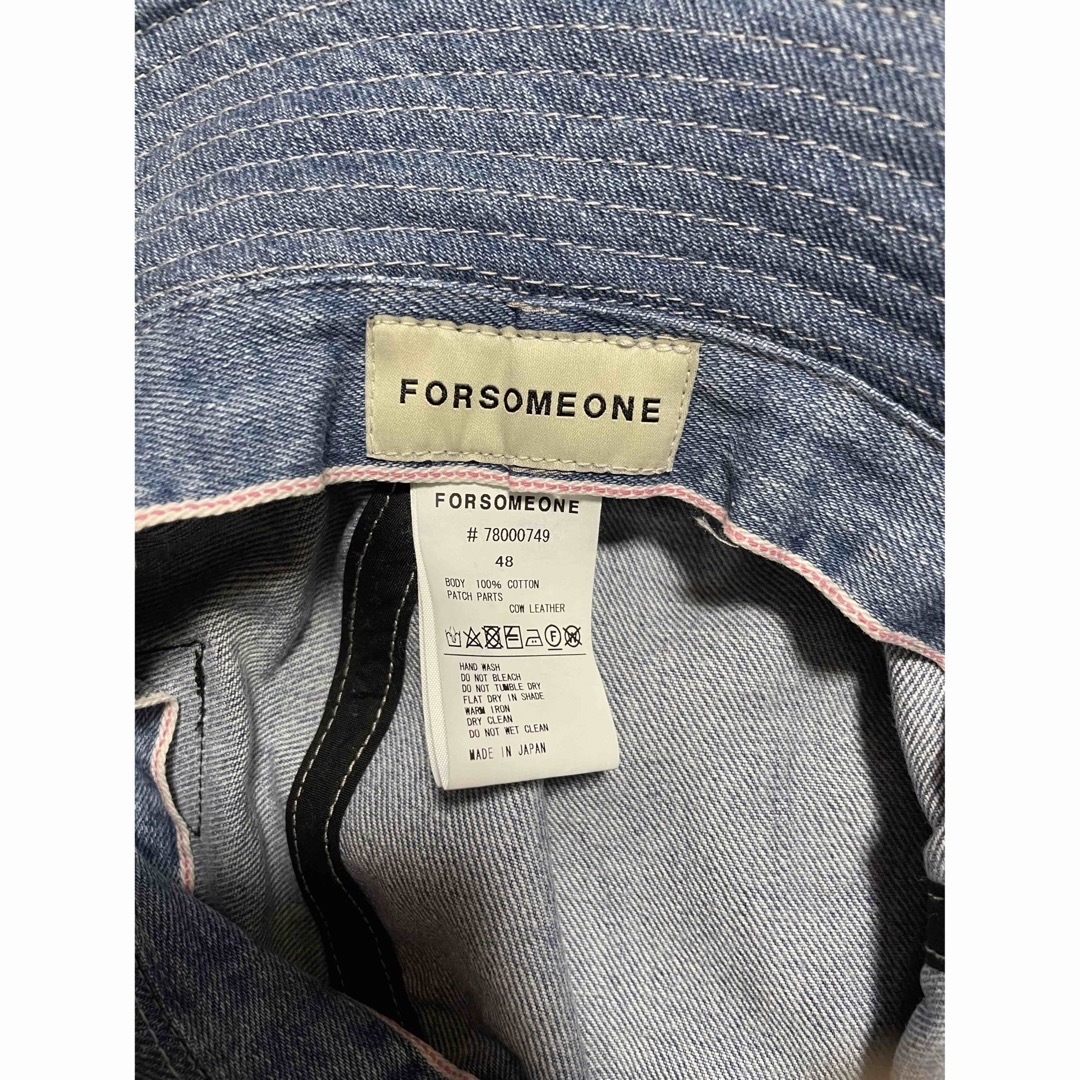 FORSOMEONE
FORSOMEONE
# 78000749
48
BODY 100% COTTON
PATCH PARTS
COW LEATHER
HAND WASH
DO NOT BLEACH
DO NOT TUMBLE DRY
FLAT DRY IN SHADE
WARM IRON
DRY CLEAN
DO NOT WET CLEAN
MADE IN JAPAN